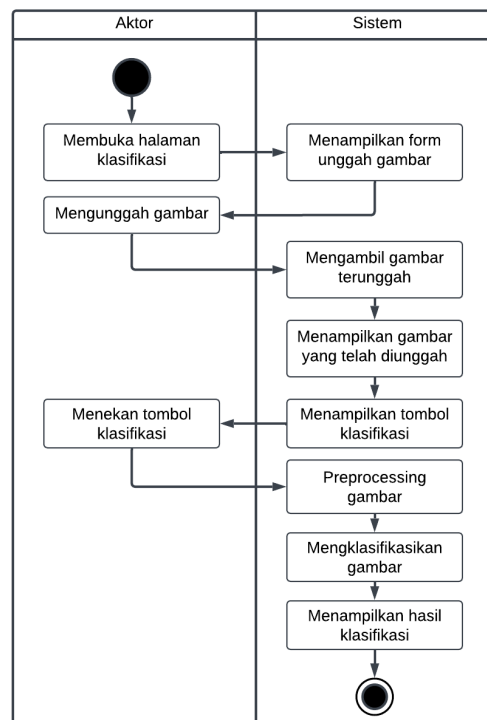 Aktor
Sistem
Membuka halaman
klasifikasi
Menampilkan form
unggah gambar
Mengunggah gambar
Mengambil gambar
terunggah
Menampilkan gambar
yang telah diunggah
Menampilkan tombol
klasifikasi
Menekan tombol
klasifikasi
Preprocessing
gambar
Mengklasifikasikan
gambar
Menampilkan hasil
klasifikasi